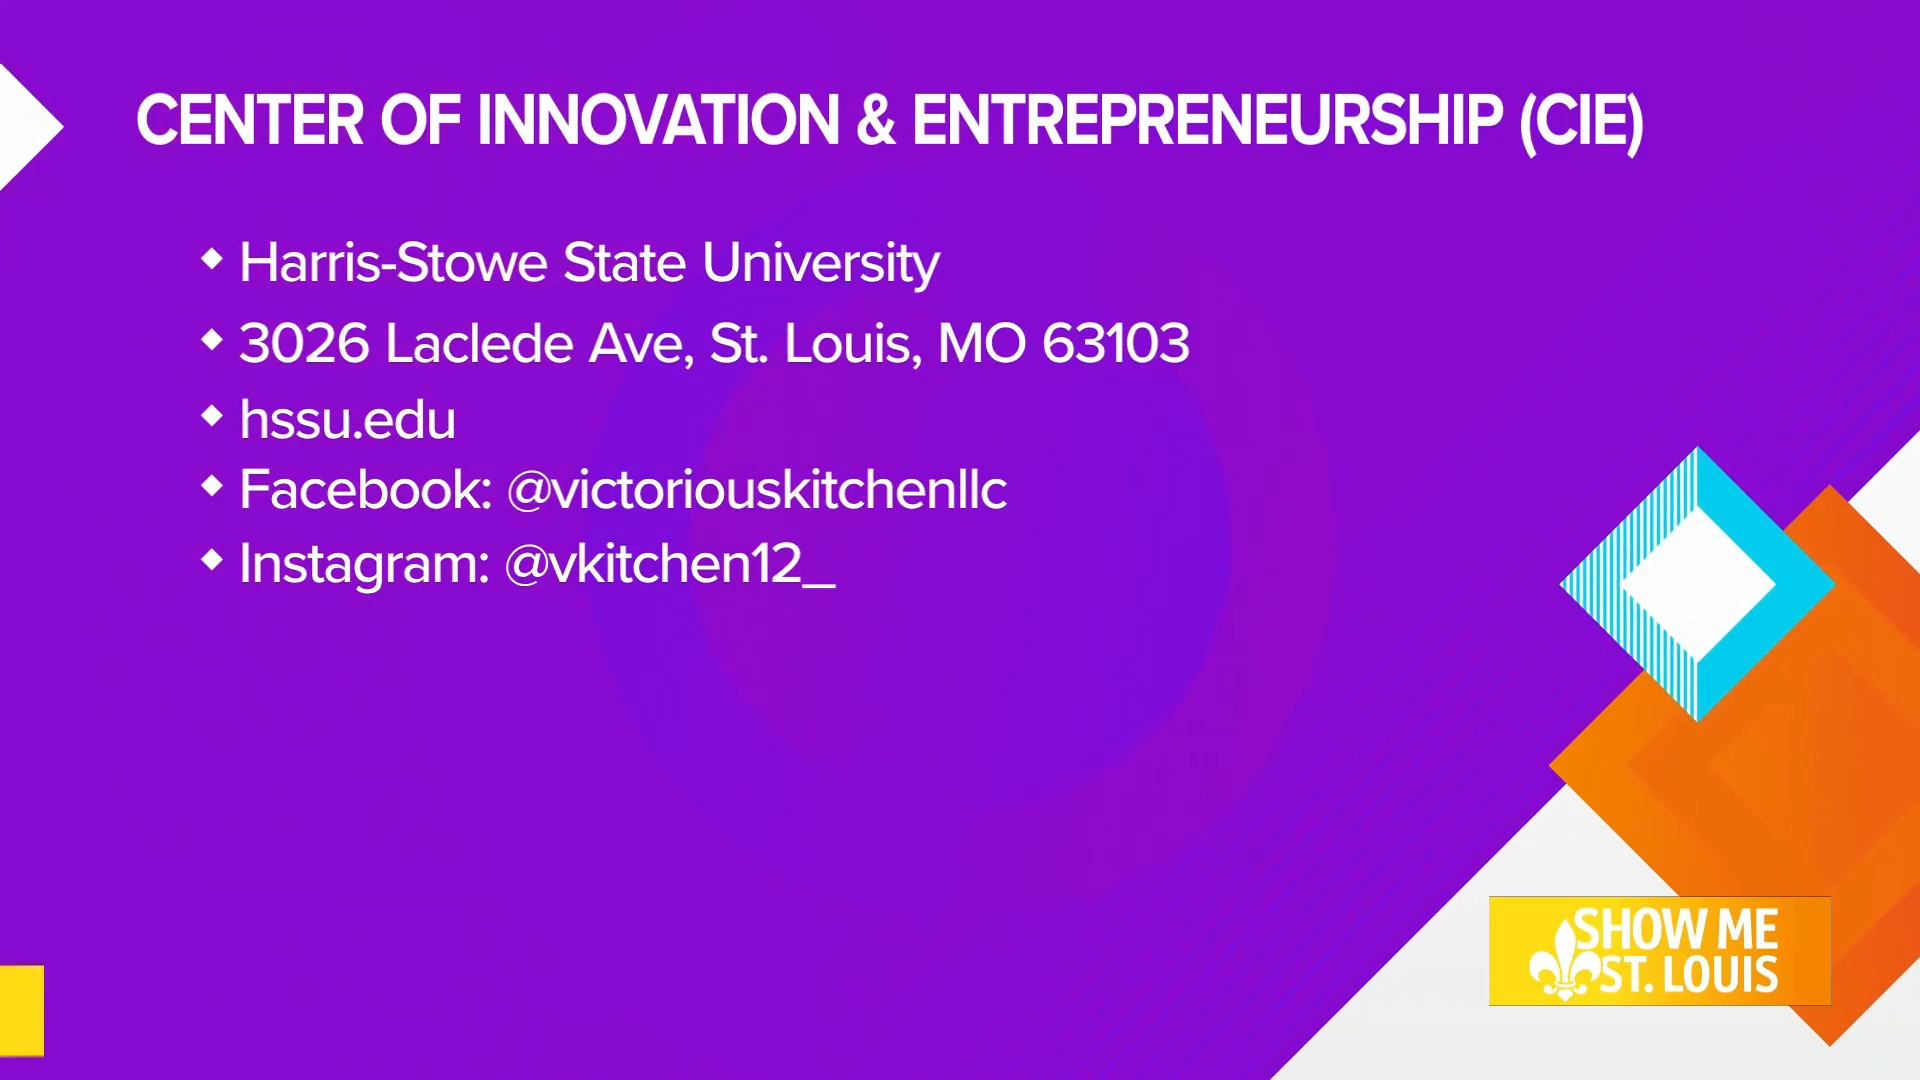 CENTER OF INNOVATION & ENTREPRENEURSHIP (CIE)
Harris-Stowe State University
3026 Laclede Ave, St. Louis, MO 63103
hssu.edu
Facebook: @victoriouskitchenllc
Instagram: @vkitchen12_
SHOW ME
ST. LOUIS